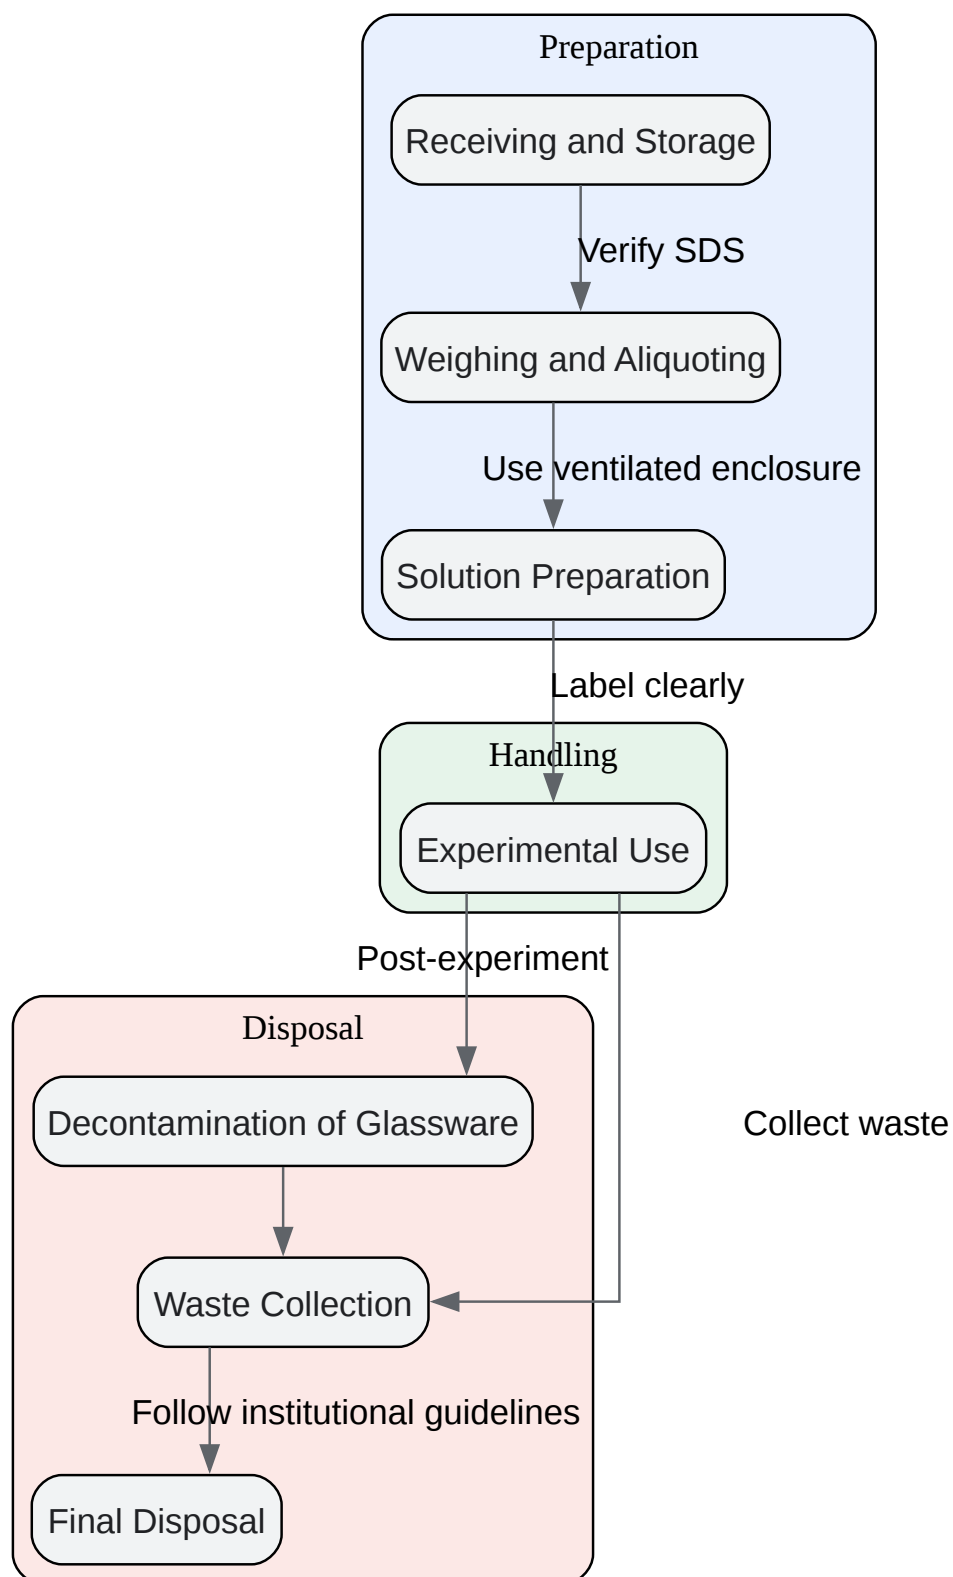 Preparation
Receiving and Storage
Verify SDS
Weighing and Aliquoting
Use ventilated enclosure
Solution Preparation
Label clearly
Handling
Experimental Use
Post-experiment
Disposal
Decontamination of Glassware
Collect waste
Waste Collection
Follow institutional guidelines
Final Disposal